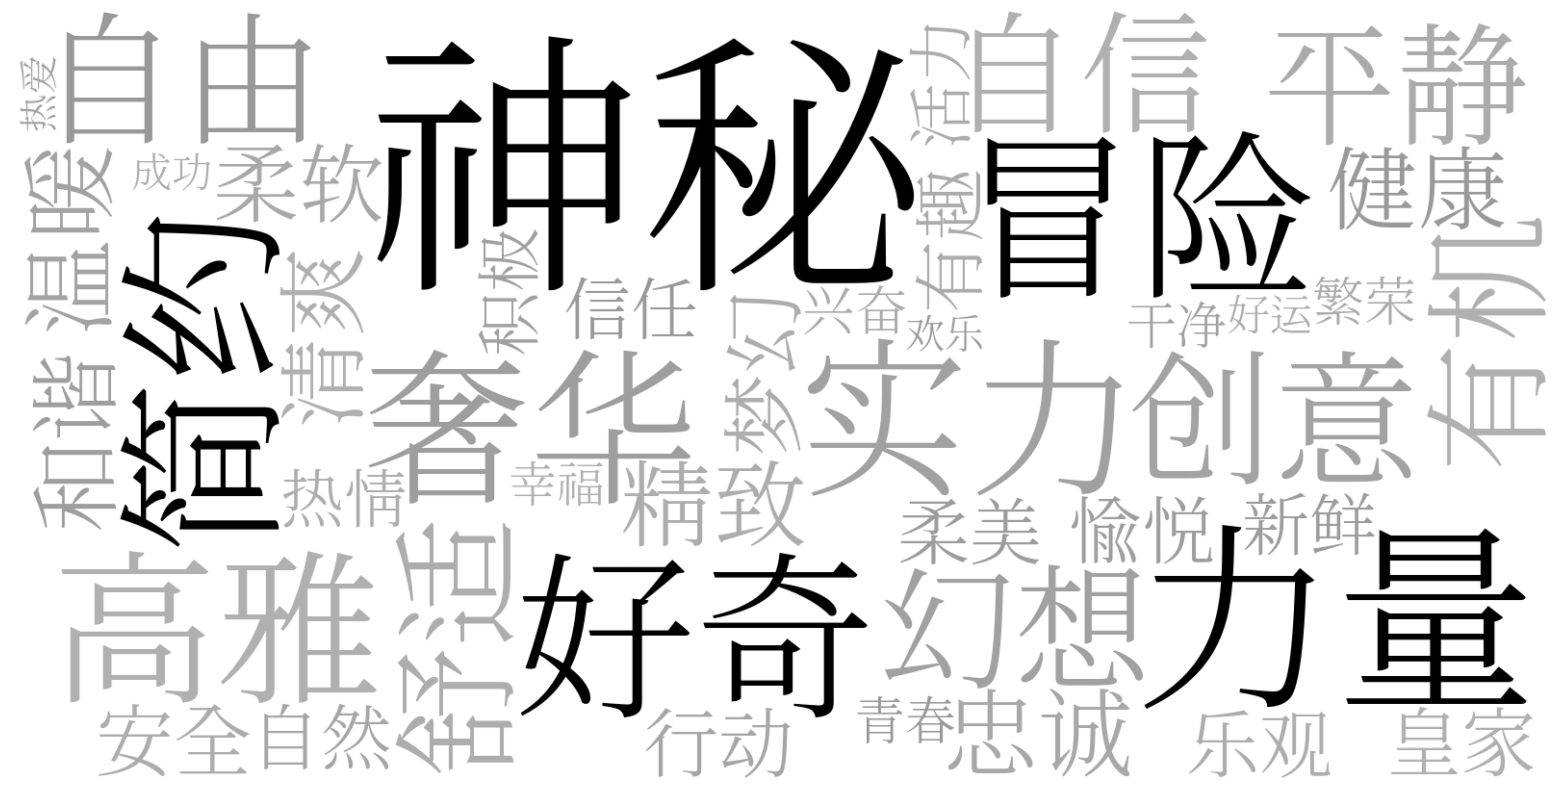 自由
神秘
活力
自信
平静
热爱
温暖
成功
柔软
冒险
有趣
健康
简约
清爽
积极
信任
梦幻
兴奋
欢乐
干净
好运
繁荣
有机
和谐
奢华
实力
创意
热情
幸福
精致
柔美
愉悦
新鲜
高雅
舒适
好奇
幻想
力量
安全
自然
行动
青春
忠诚
乐观
皇家